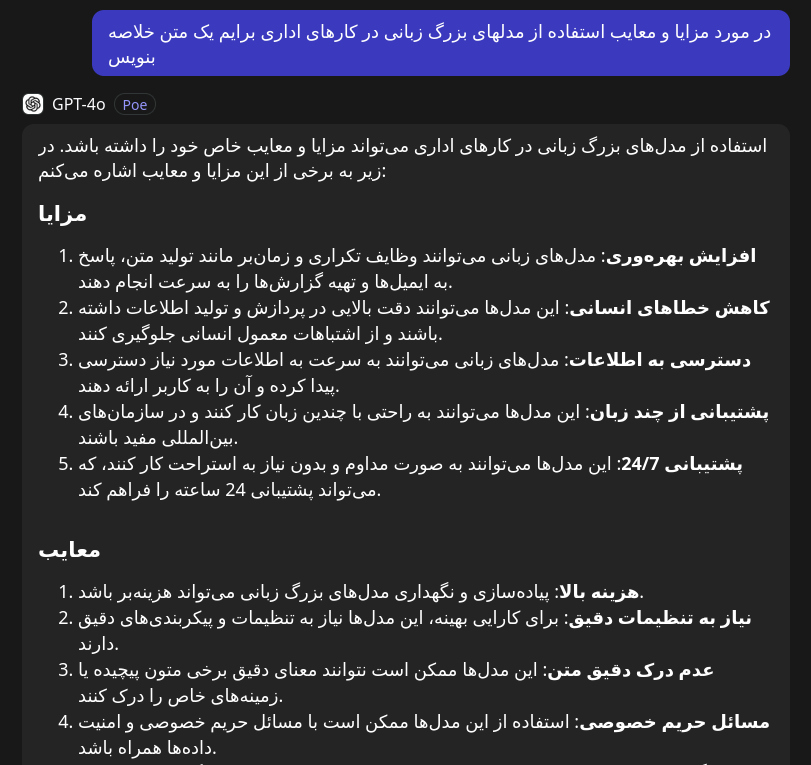 در مورد مزایا و معایب استفاده از مدلهای بزرگ زبانی در کارهای اداری برایم یک متن خلاصه
بنویس
GPT-4o Poe
استفاده از مدل‌های بزرگ زبانی در کارهای اداری می‌تواند مزایا و معایب خاص خود را داشته باشد. در
زیر به برخی از این مزایا و معایب اشاره می‌کنم:
مزایا
1. افزایش بهره‌وری: مدل‌های زبانی می‌توانند وظایف تکراری و زمان‌بر مانند تولید متن، پاسخ
به ایمیل‌ها و تهیه گزارش‌ها را به سرعت انجام دهند.
2. کاهش خطاهای انسانی: این مدل‌ها می‌توانند دقت بالایی در پردازش و تولید اطلاعات داشته
باشند و از اشتباهات معمول انسانی جلوگیری کنند.
3. دسترسی به اطلاعات: مدل‌های زبانی می‌توانند به سرعت به اطلاعات مورد نیاز دسترسی
پیدا کرده و آن را به کاربر ارائه دهند.
4. پشتیبانی از چند زبان: این مدل‌ها می‌توانند به راحتی با چندین زبان کار کنند و در سازمان‌های
بین‌المللی مفید باشند.
5. پشتیبانی 24/7: این مدل‌ها می‌توانند به صورت مداوم و بدون نیاز به استراحت کار کنند، که
می‌تواند پشتیبانی 24 ساعته را فراهم کند.
معایب
1. هزینه بالا: پیاده‌سازی و نگهداری مدل‌های بزرگ زبانی می‌تواند هزینه‌بر باشد.
2. نیاز به تنظیمات دقیق: برای کارایی بهینه، این مدل‌ها نیاز به تنظیمات و پیکربندی‌های دقیق
دارند.
3. عدم درک دقیق متن: این مدل‌ها ممکن است نتوانند معنای دقیق برخی متون پیچیده یا
زمینه‌های خاص را درک کنند.
4. مسائل حریم خصوصی: استفاده از این مدل‌ها ممکن است با مسائل حریم خصوصی و امنیت
داده‌ها همراه باشد.